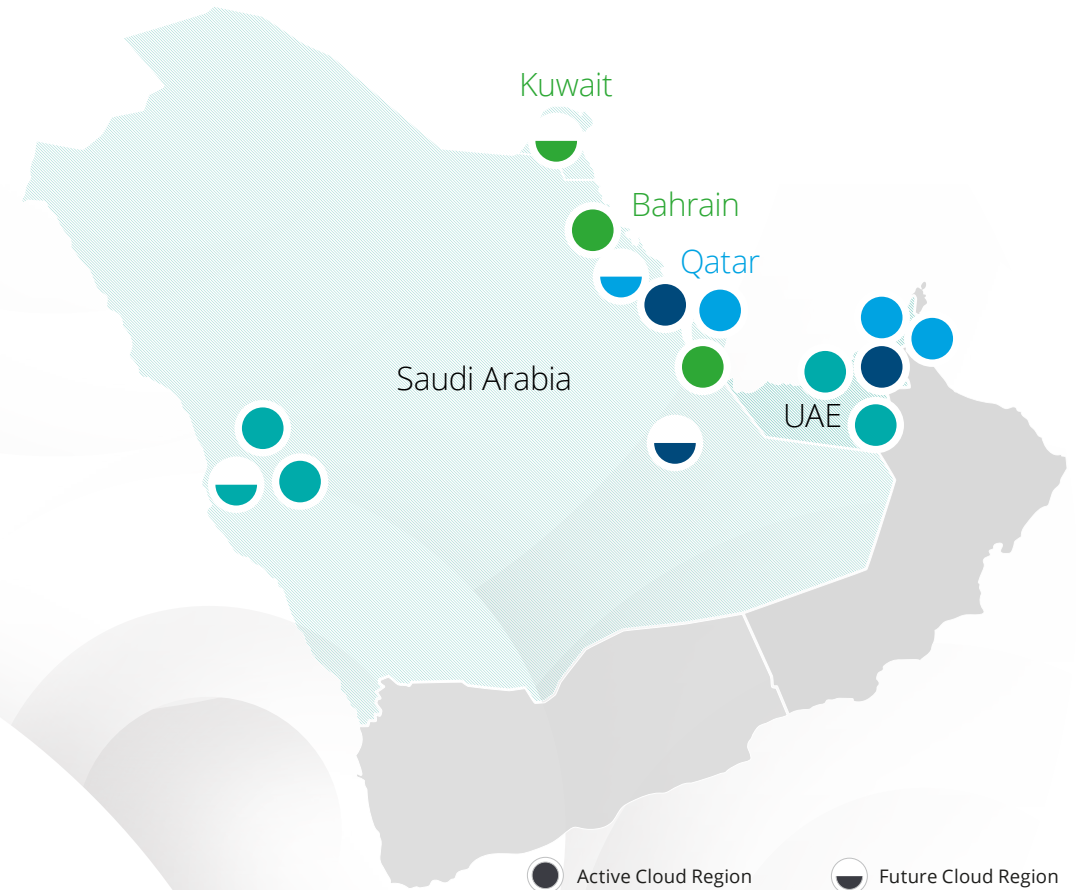 Kuwait
Bahrain
Qatar
Saudi Arabia
UAE
Active Cloud Region
Future Cloud Region